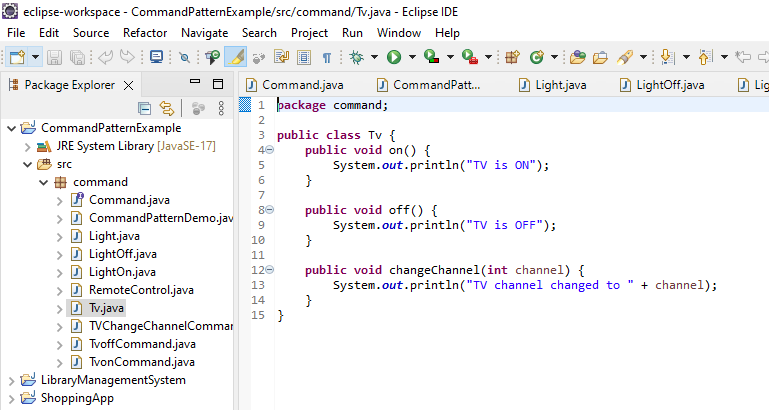 eclipse-workspace - CommandPatternExample/src/command/Tv.java - Eclipse IDE
File Edit Source Refactor Navigate Search Project Run Window Help
Package Explorer
Command.java CommandPatt... Light.java LightOff.java Lig
CommandPatternExample
JRE System Library [JavaSE-17]
src
command
Command.java
CommandPatternDemo.jav
Light.java
LightOff.java
LightOn.java
RemoteControl.java
Tv.java
TVChangeChannelCommar
TvoffCommand.java
TvonCommand.java
LibraryManagementSystem
ShoppingApp
1 package command;
2
3 public class Tv {
4 public void on() {
5 System.out.println("TV is ON");
6 }
7
8 public void off() {
9 System.out.println("TV is OFF");
10 }
11
12 public void changeChannel(int channel) {
13 System.out.println("TV channel changed to " + channel);
14 }
15 }